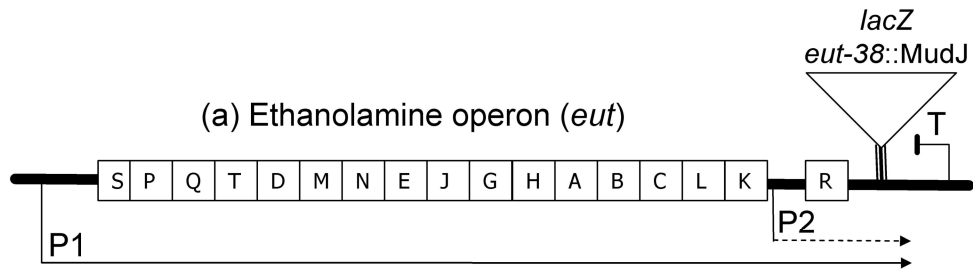 lacZ
eut-38::MudJ
(a) Ethanolamine operon (eut)
T
S P Q T D M N E J G H A B C L K R
P1
P2